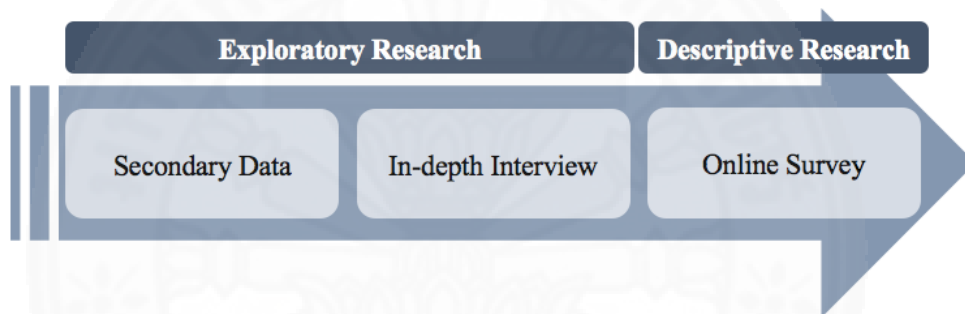 Exploratory Research
Descriptive Research
Secondary Data
In-depth Interview
Online Survey